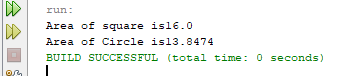 run:
Area of square is16.0
Area of Circle is13.8474
BUILD SUCCESSFUL (total time: 0 seconds)